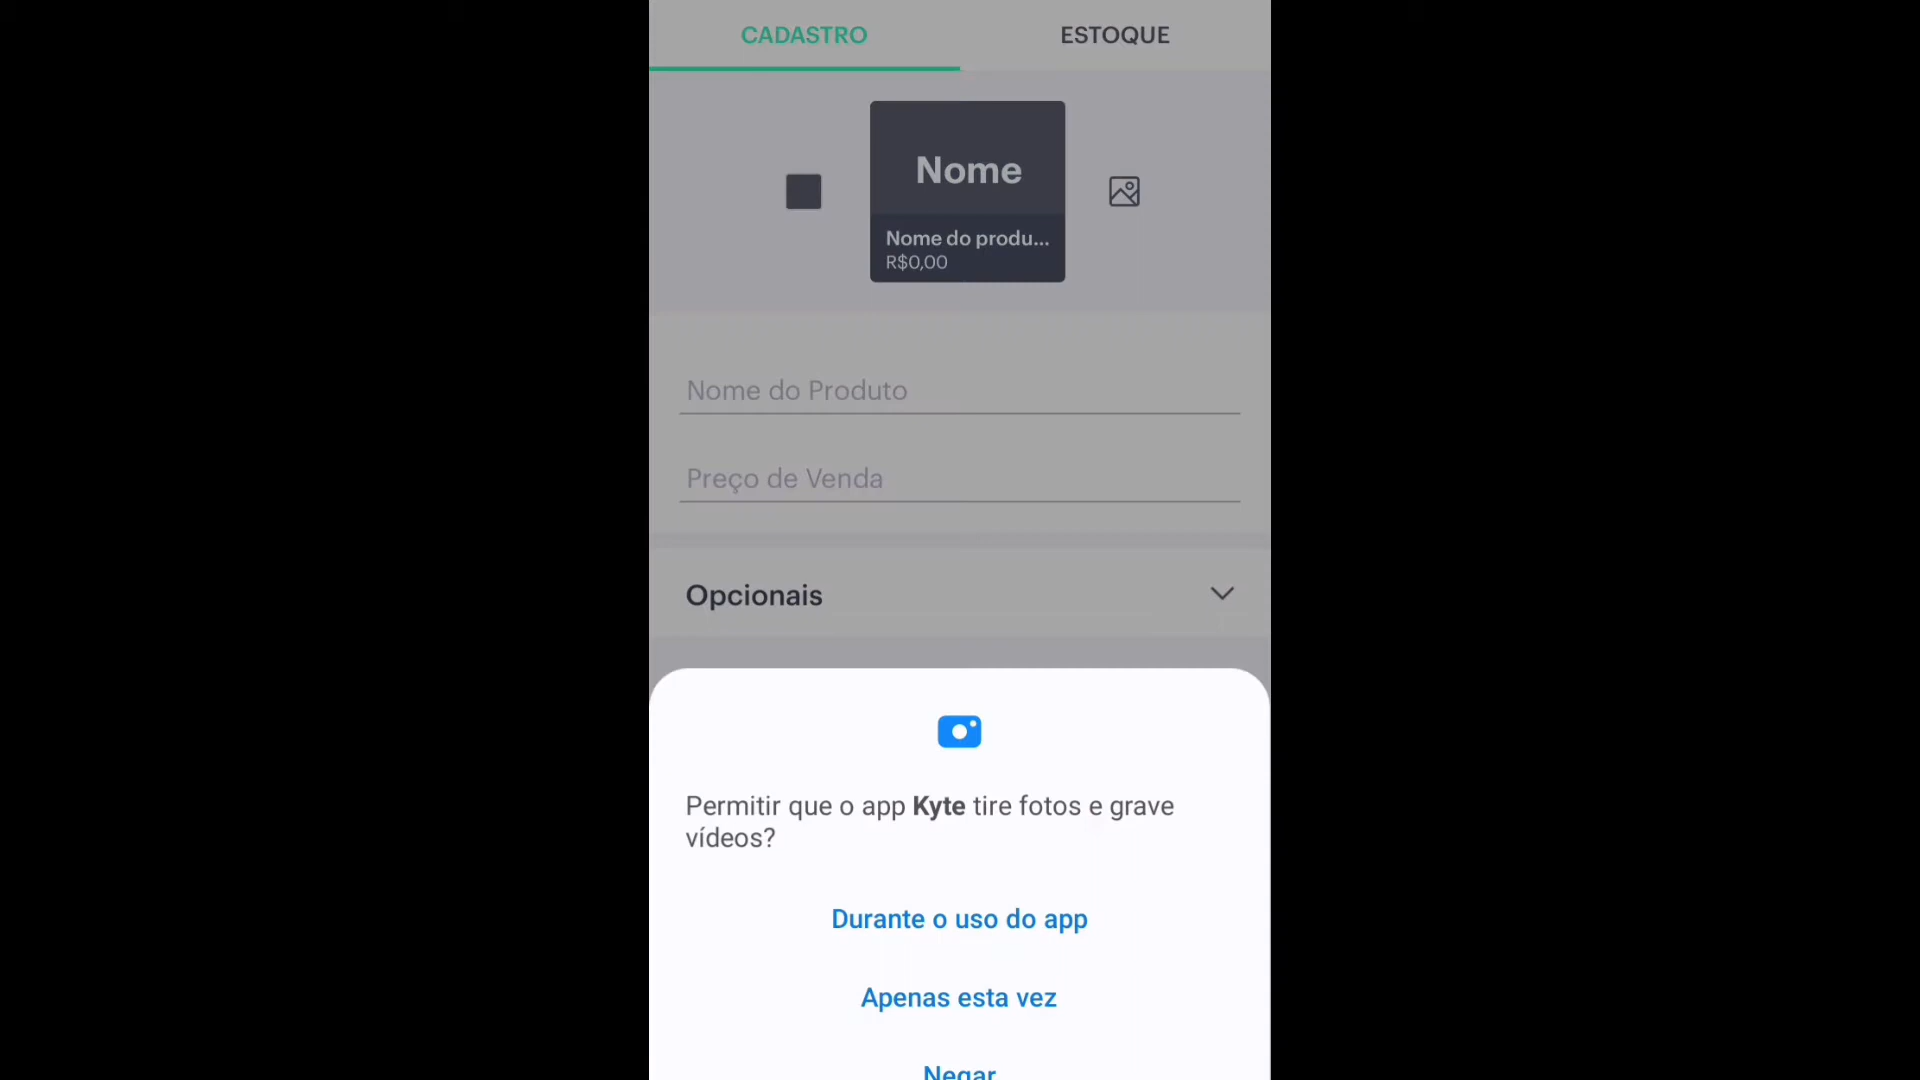 CADASTRO
ESTOQUE
Nome
Nome do produ...
R$0,00
Nome do Produto
Preço de Venda
Opcionais
Permitir que o app Kyte tire fotos e grave
vídeos?
Durante o uso do app
Apenas esta vez
Negar